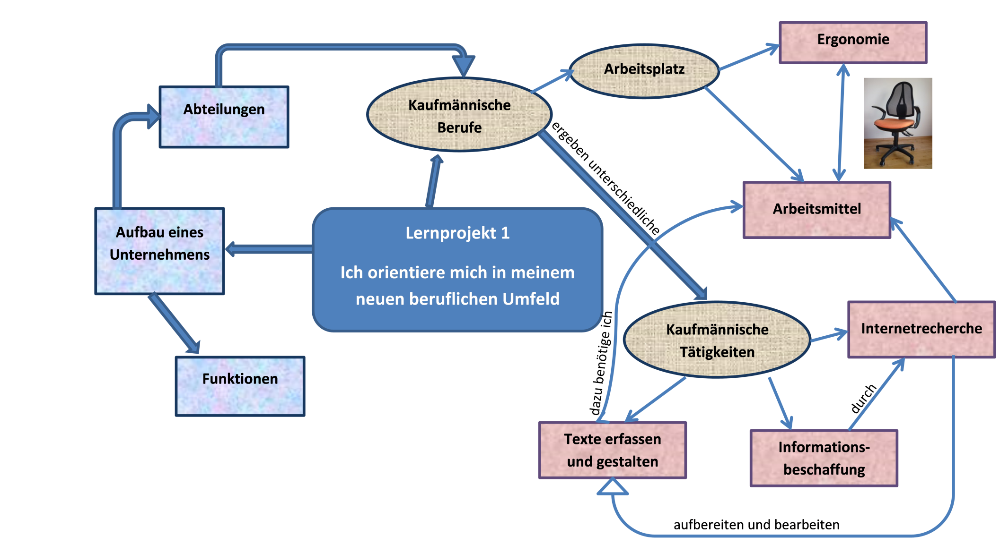 Ergonomie
Arbeitsplatz
Abteilungen
Kaufmännische
Berufe
ergeben unterschiedliche
Arbeitsmittel
Aufbau eines
Unternehmens
Lernprojekt 1
Ich orientiere mich in meinem
neuen beruflichen Umfeld
dazu benötige ich
Kaufmännische
Tätigkeiten
Internetrecherche
Funktionen
durch
Texte erfassen
und gestalten
Informations-
beschaffung
aufbereiten und bearbeiten